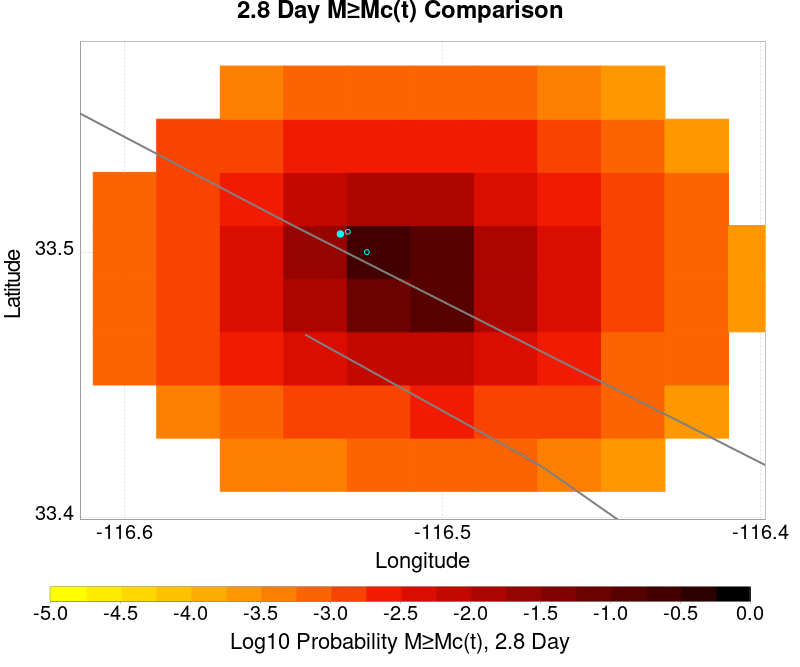 2.8 Day M≥Mc(t) Comparison
Latitude
33.5
33.4
-116.6 -116.5 -116.4
Longitude
-5.0 -4.5 -4.0 -3.5 -3.0 -2.5 -2.0 -1.5 -1.0 -0.5 0.0
Log10 Probability M≥Mc(t), 2.8 Day